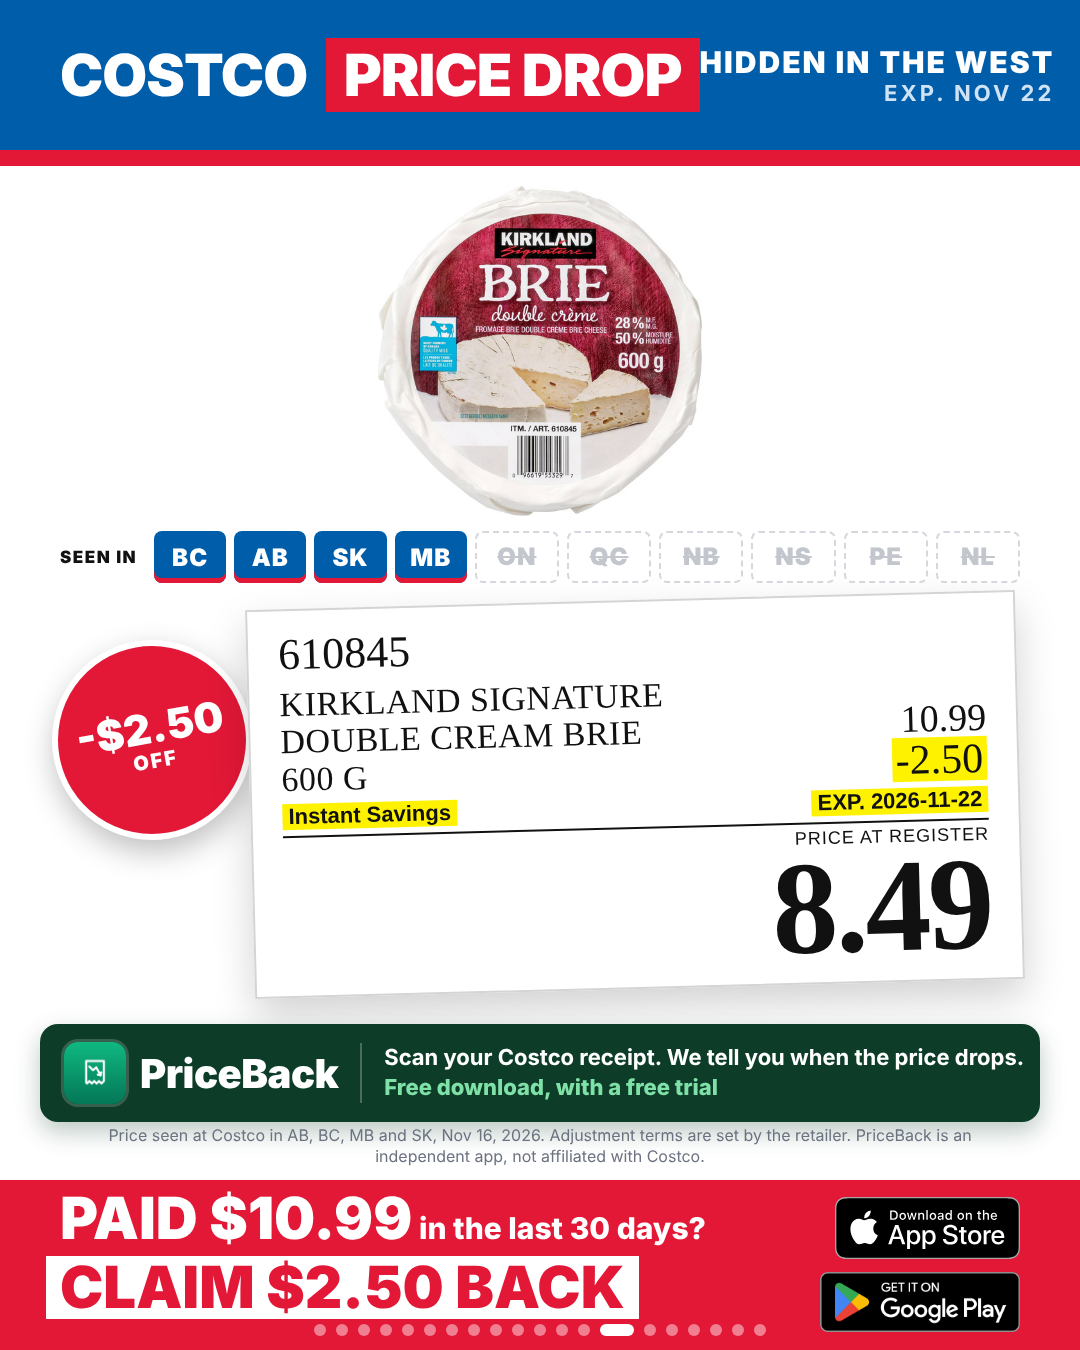 COSTCO PRICE DROP
HIDDEN IN THE WEST
EXP. NOV 22
KIRKLAND
Signature
BRIE
double crème
FROMAGE BRIE DOUBLE CRÈME BRIE CHEESE
28% M.F. M.G.
50% MOISTURE HUMIDITÉ
600 g
ITM. / ART. 610845
SEEN IN BC AB SK MB ON QC NB NS PE NL
-$2.50
OFF
610845
KIRKLAND SIGNATURE
DOUBLE CREAM BRIE
600 G
10.99
-2.50
Instant Savings
EXP. 2026-11-22
PRICE AT REGISTER
8.49
PriceBack
Scan your Costco receipt. We tell you when the price drops.
Free download, with a free trial
Price seen at Costco in AB, BC, MB and SK, Nov 16, 2026. Adjustment terms are set by the retailer. PriceBack is an
independent app, not affiliated with Costco.
PAID $10.99 in the last 30 days?
CLAIM $2.50 BACK
Download on the
App Store
GET IT ON
Google Play